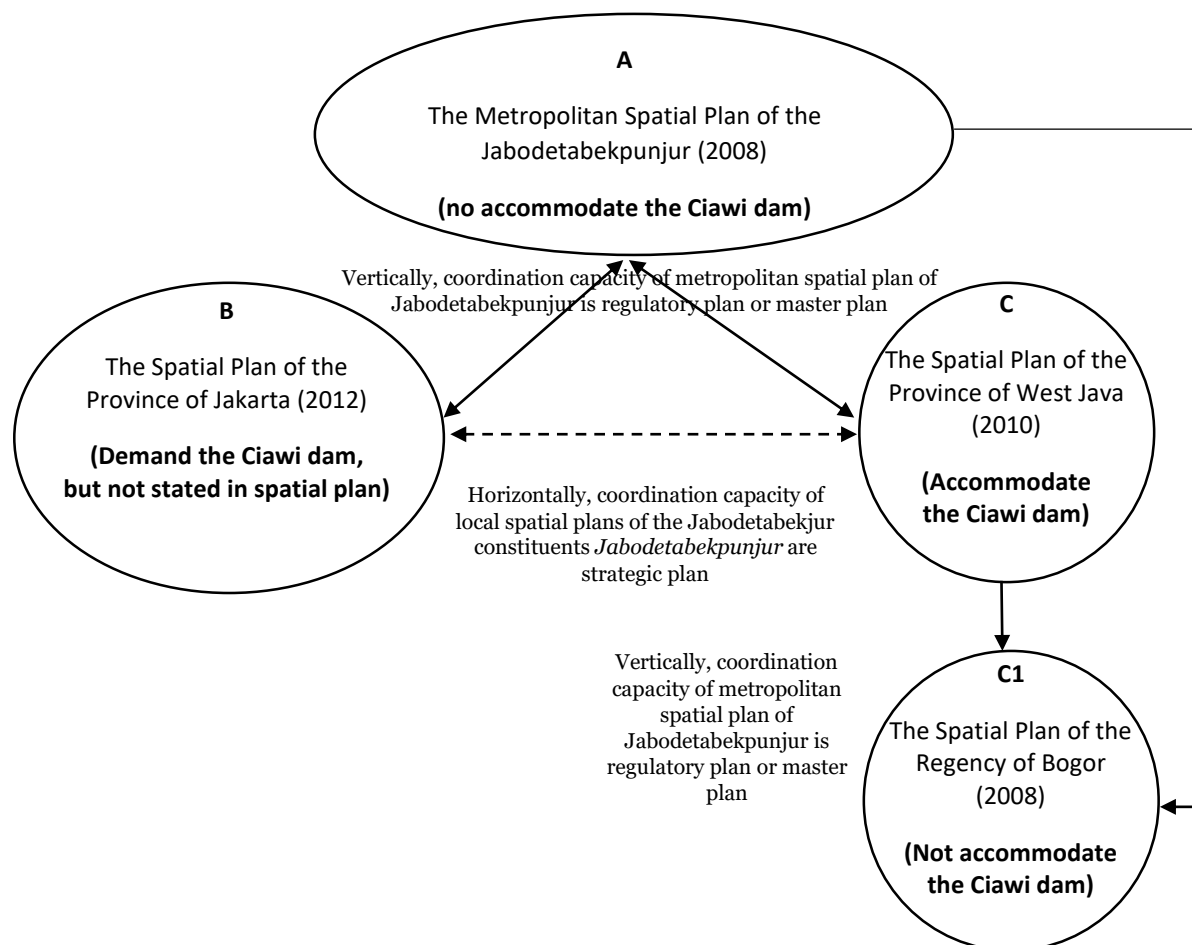 A
The Metropolitan Spatial Plan of the
Jabodetabekpunjur (2008)
(no accommodate the Ciawi dam)
Vertically, coordination capacity of metropolitan spatial plan of
Jabodetabekpunjur is regulatory plan or master plan
B
The Spatial Plan of the
Province of Jakarta (2012)
(Demand the Ciawi dam,
but not stated in spatial plan)
C
The Spatial Plan of the
Province of West Java
(2010)
(Accommodate
the Ciawi dam)
Horizontally, coordination capacity of
local spatial plans of the Jabodetabekjur
constituents Jabodetabekpunjur are
strategic plan
Vertically, coordination
capacity of metropolitan
spatial plan of
Jabodetabekpunjur is
regulatory plan or master
plan
C1
The Spatial Plan of the
Regency of Bogor
(2008)
(Not accommodate
the Ciawi dam)